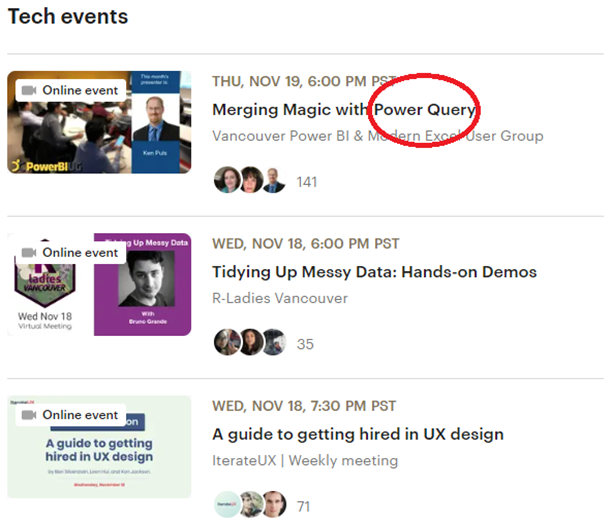 Tech events
Online event
This month's
presenter is
Ken Puls
PowerBI
THU, NOV 19, 6:00 PM PST
Merging Magic with Power Query
Vancouver Power BI & Modern Excel User Group
141
Online event
Tidying Up Messy Data
ladies
VANCOUVER
Wed Nov 18
Virtual Meeting
With
Bruno Grande
WED, NOV 18, 6:00 PM PST
Tidying Up Messy Data: Hands-on Demos
R-Ladies Vancouver
35
Online event
A guide to getting
hired in UX design
Wednesday, November 18
WED, NOV 18, 7:30 PM PST
A guide to getting hired in UX design
IterateUX | Weekly meeting
71